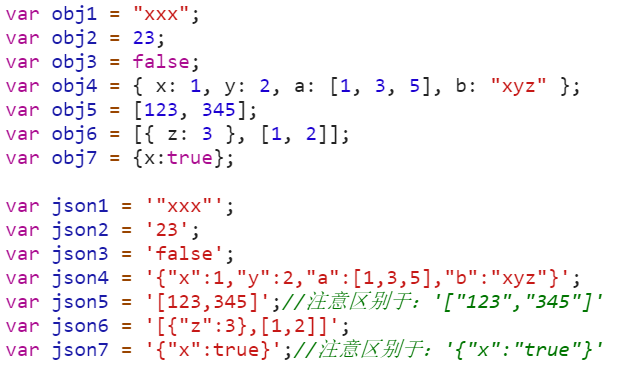 var obj1 = "xxx";
var obj2 = 23;
var obj3 = false;
var obj4 = { x: 1, y: 2, a: [1, 3, 5], b: "xyz" };
var obj5 = [123, 345];
var obj6 = [{ z: 3 }, [1, 2]];
var obj7 = {x:true};
var json1 = '"xxx"';
var json2 = '23';
var json3 = 'false';
var json4 = '{"x":1,"y":2,"a":[1,3,5],"b":"xyz"}';
var json5 = '[123,345]';//注意区别于：'["123","345"]'
var json6 = '[{"z":3},[1,2]]';
var json7 = '{"x":true}';//注意区别于：'{"x":"true"}'